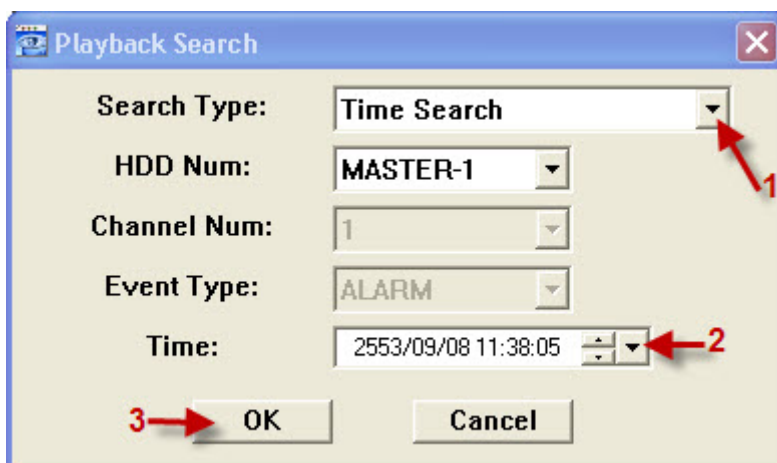 Playback Search
Search Type: Time Search
1
HDD Num: MASTER-1
Channel Num: 1
Event Type: ALARM
Time: 2553/09/08 11:38:05 2
3 OK Cancel